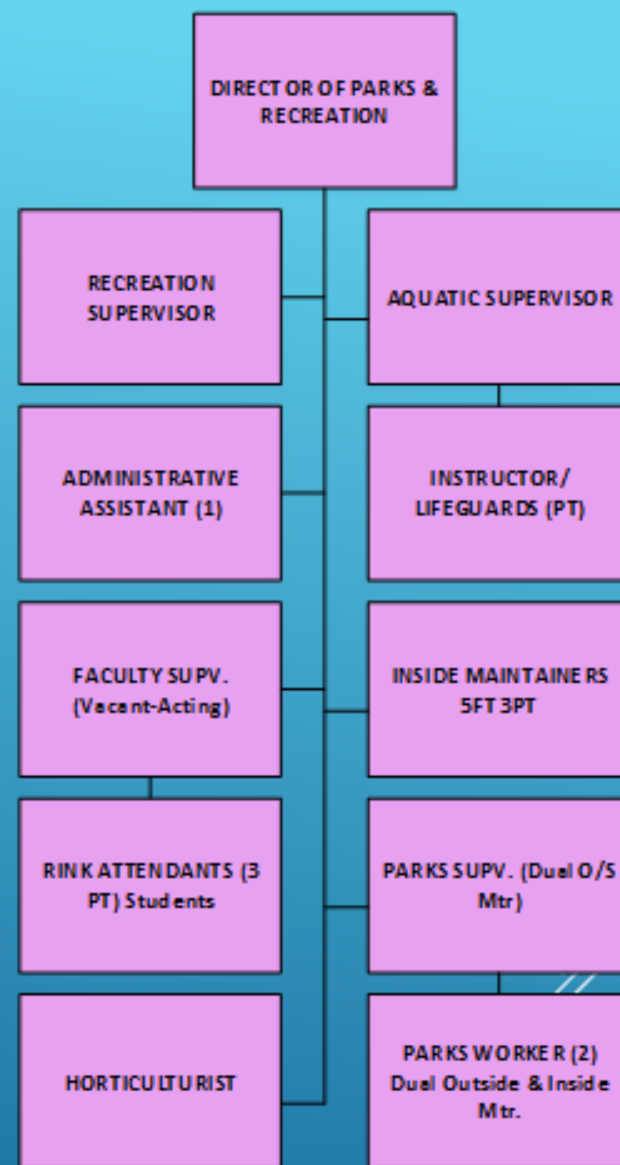 DIRECTOR OF PARKS &
RECREATION
RECREATION
SUPERVISOR
AQUATIC SUPERVISOR
ADMINISTRATIVE
ASSISTANT (1)
INSTRUCTOR/
LIFEGUARDS (PT)
FACULTY SUPV.
(Vacant-Acting)
INSIDE MAINTAINERS
5FT 3PT
RINK ATTENDANTS (3
PT) Students
PARKS SUPV. (Dual O/S
Mtr)
HORTICULTURIST
PARKS WORKER (2)
Dual Outside & Inside
Mtr.